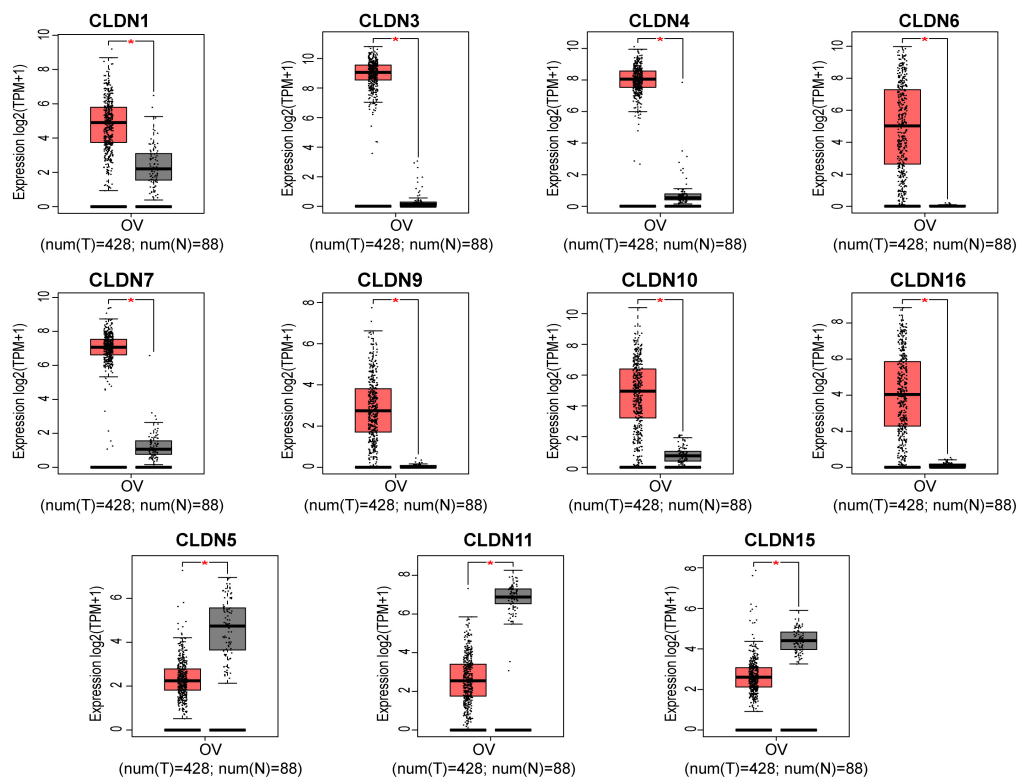 CLDN1 CLDN3 CLDN4 CLDN6
Expression log2(TPM+1) Expression log2(TPM+1) Expression log2(TPM+1) Expression log2(TPM+1)
10 10 10 10
8 8 8 8
6 6 6 6
4 4 4 4
2 2 2 2
0 0 0 0
* * * *
OV OV OV OV
(num(T)=428; num(N)=88) (num(T)=428; num(N)=88) (num(T)=428; num(N)=88) (num(T)=428; num(N)=88)
CLDN7 CLDN9 CLDN10 CLDN16
Expression log2(TPM+1) Expression log2(TPM+1) Expression log2(TPM+1) Expression log2(TPM+1)
10 8 10 8
8 6 8 6
6 4 6 4
4 2 4 2
2 0 2 0
0 0
* * * *
OV OV OV OV
(num(T)=428; num(N)=88) (num(T)=428; num(N)=88) (num(T)=428; num(N)=88) (num(T)=428; num(N)=88)
CLDN5 CLDN11 CLDN15
Expression log2(TPM+1) Expression log2(TPM+1) Expression log2(TPM+1)
6 8 8
4 6 6
2 4 4
0 2 2
0 0
* * *
OV OV OV
(num(T)=428; num(N)=88) (num(T)=428; num(N)=88) (num(T)=428; num(N)=88)